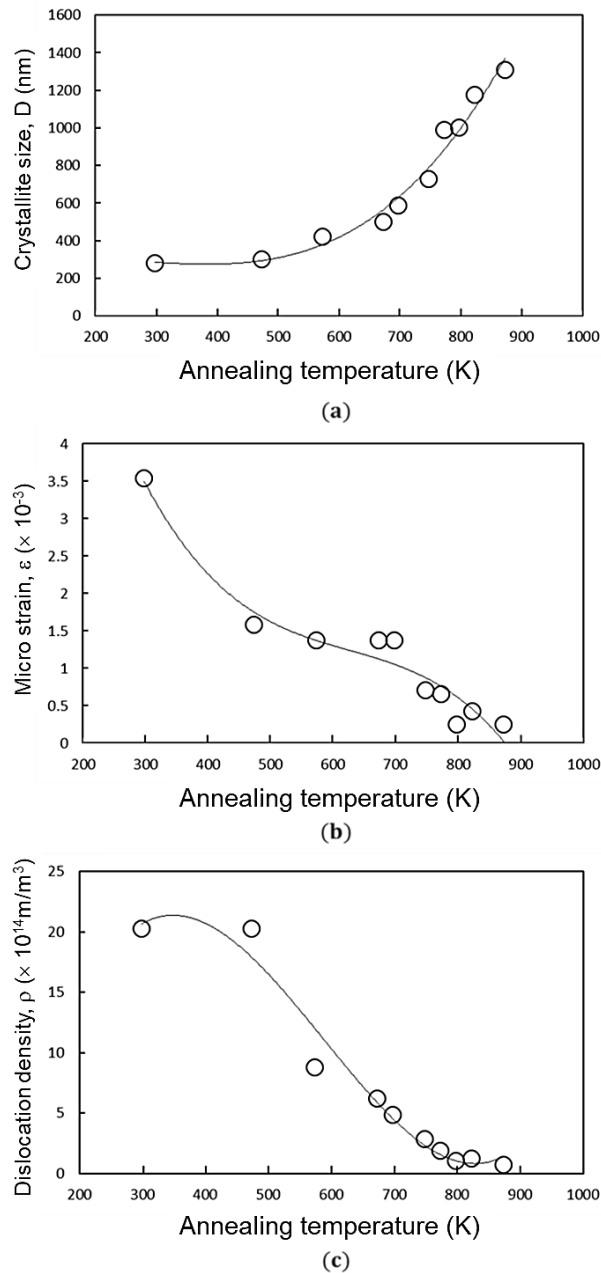 1600
1400
1200
1000
800
600
400
200
0
Crystallite size, D (nm)
200 300 400 500 600 700 800 900 1000
Annealing temperature (K)
(a)
4
3.5
3
2.5
2
1.5
1
0.5
0
Micro strain, ε (× 10⁻³)
200 300 400 500 600 700 800 900 1000
Annealing temperature (K)
(b)
25
20
15
10
5
0
Dislocation density, ρ (× 10¹⁴m/m³)
200 300 400 500 600 700 800 900 1000
Annealing temperature (K)
(c)